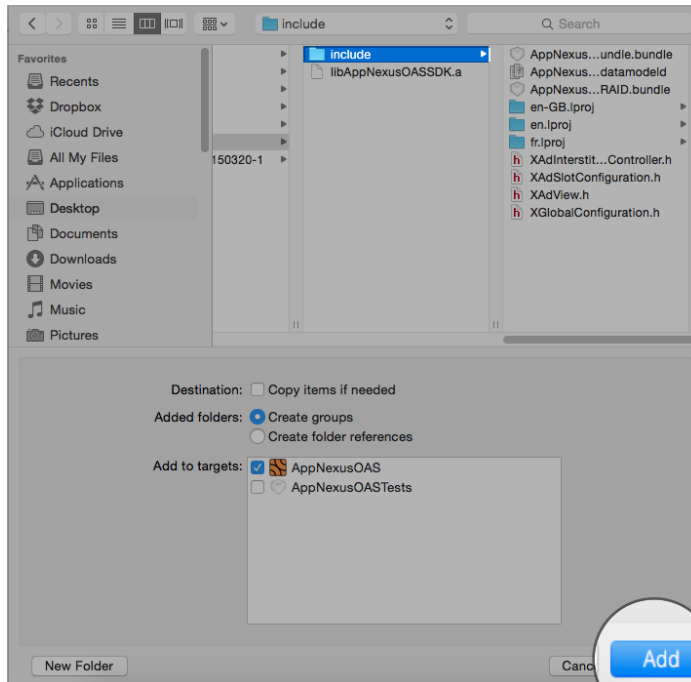 include
Search
Favorites
Recents
Dropbox
iCloud Drive
All My Files
Applications
Desktop
Documents
Downloads
Movies
Music
Pictures
150320-1
include
libAppNexusOASSDK.a
AppNexus...undle.bundle
AppNexus...datamodeld
AppNexus...RAID.bundle
en-GB.lproj
en.lproj
fr.lproj
XAdInterstit...Controller.h
XAdSlotConfiguration.h
XAdView.h
XGlobalConfiguration.h
Destination: Copy items if needed
Added folders: Create groups
Create folder references
Add to targets: AppNexusOAS
AppNexusOASTests
New Folder
Canc
Add